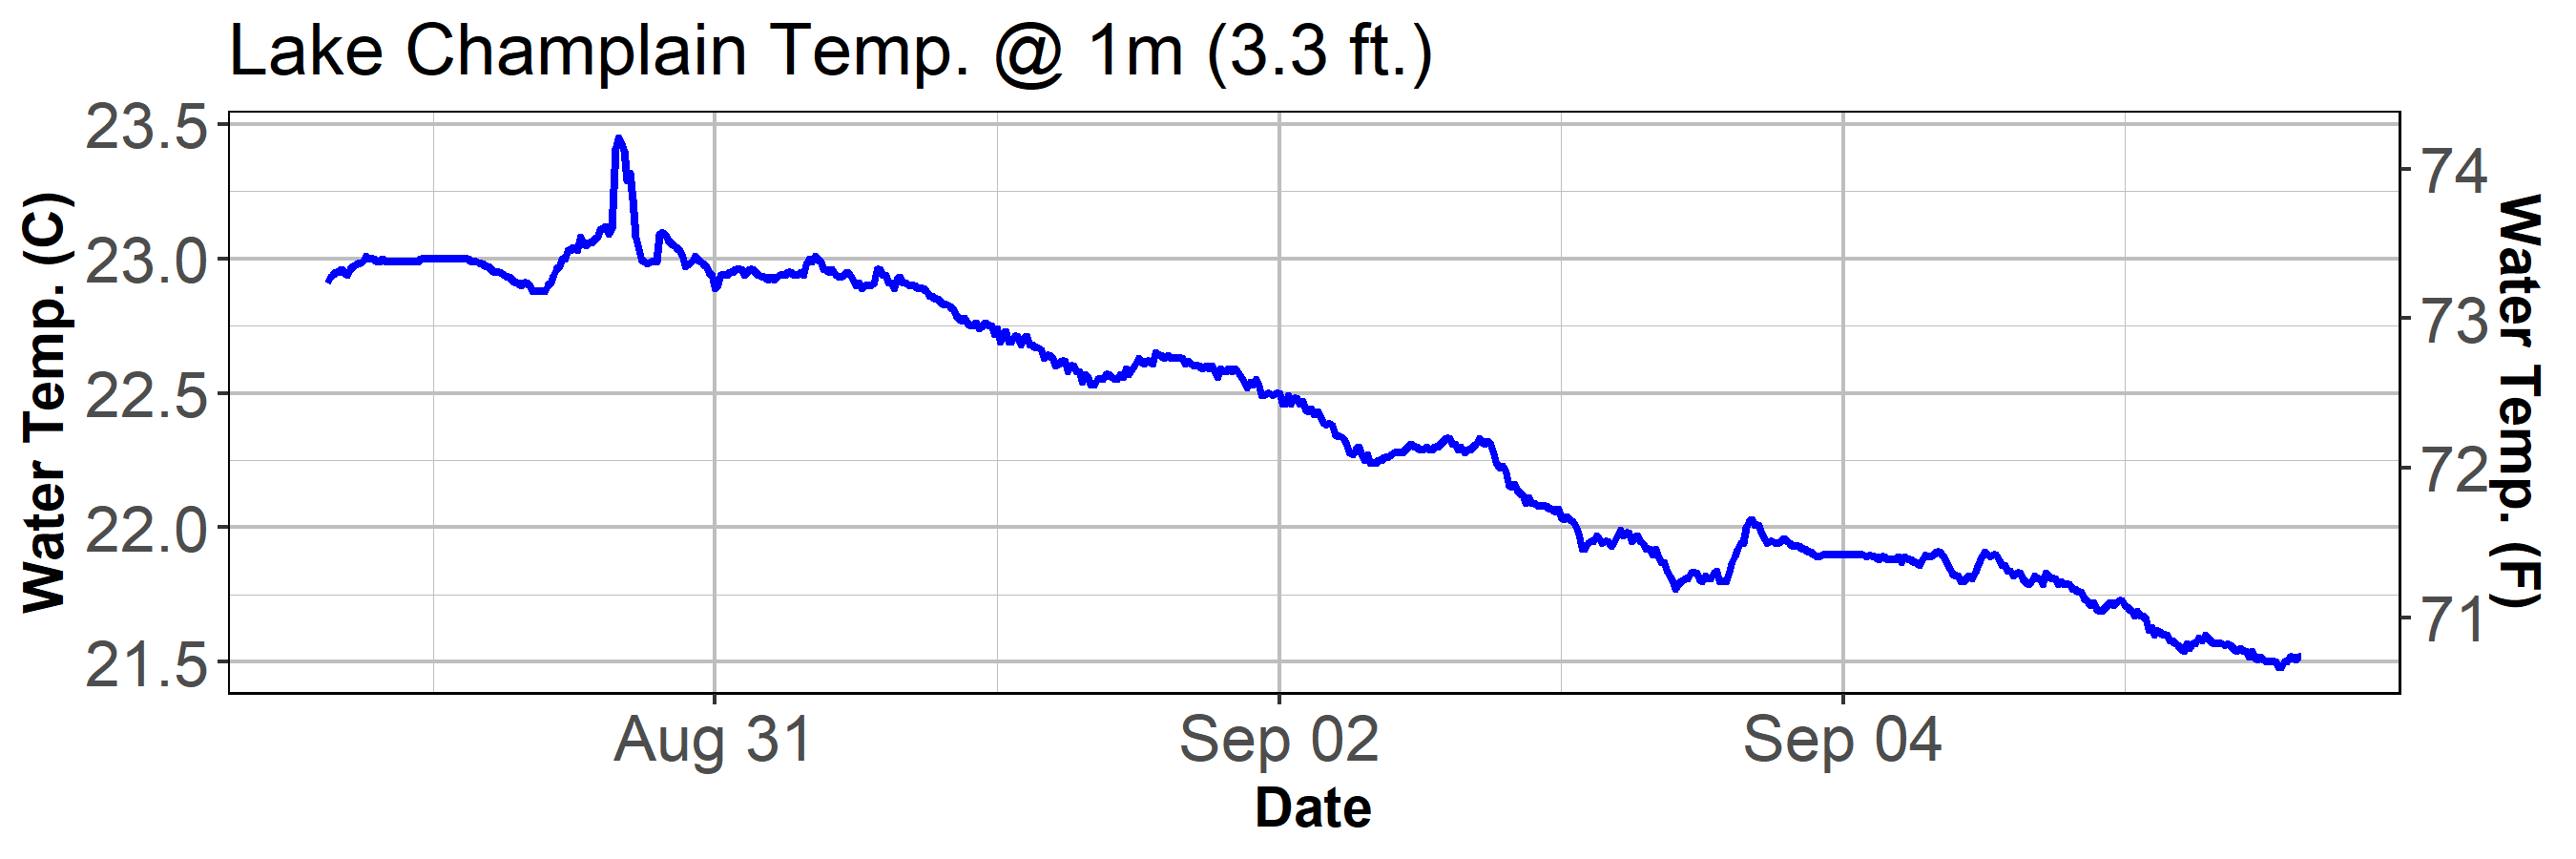 Lake Champlain Temp. @ 1m (3.3 ft.)
Water Temp. (C)
23.5
23.0
22.5
22.0
21.5
74
73
72
71
Water Temp. (F)
Aug 31
Sep 02
Sep 04
Date